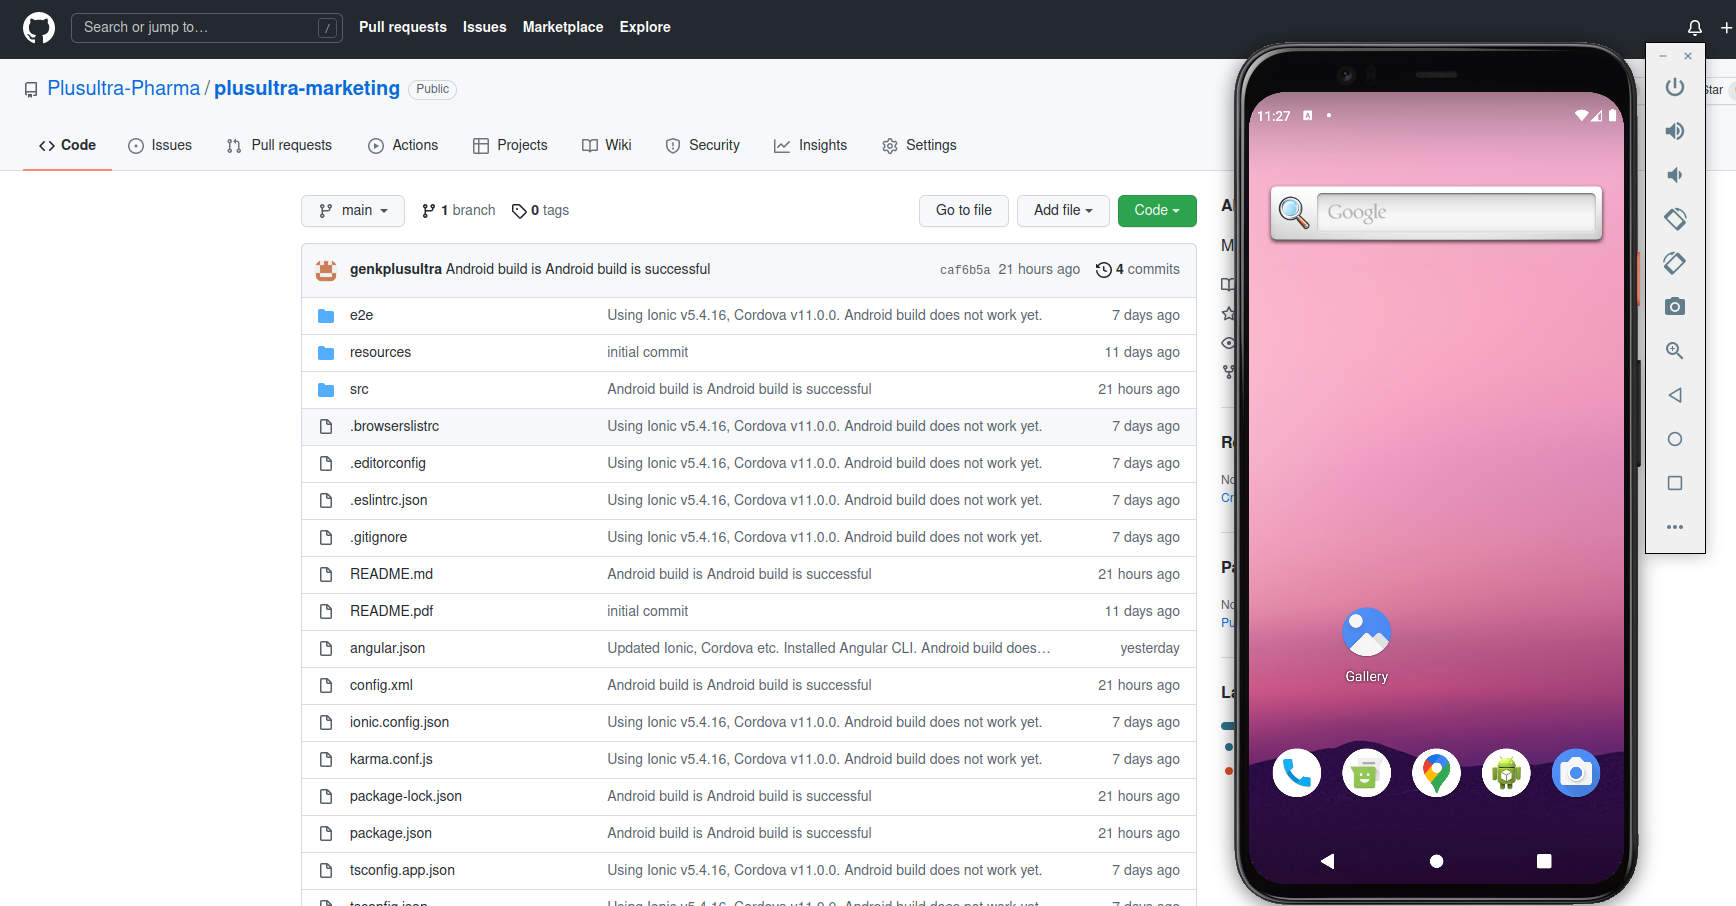 Search or jump to…
/
Pull requests Issues Marketplace Explore
Plusultra-Pharma / plusultra-marketing Public
Star
Code Issues Pull requests Actions Projects Wiki Security Insights Settings
main 1 branch 0 tags Go to file Add file Code
genkplusultra Android build is Android build is successful caf6b5a 21 hours ago 4 commits
e2e Using Ionic v5.4.16, Cordova v11.0.0. Android build does not work yet. 7 days ago
resources initial commit 11 days ago
src Android build is Android build is successful 21 hours ago
.browserslistrc Using Ionic v5.4.16, Cordova v11.0.0. Android build does not work yet. 7 days ago
.editorconfig Using Ionic v5.4.16, Cordova v11.0.0. Android build does not work yet. 7 days ago
.eslintrc.json Using Ionic v5.4.16, Cordova v11.0.0. Android build does not work yet. 7 days ago
.gitignore Using Ionic v5.4.16, Cordova v11.0.0. Android build does not work yet. 7 days ago
README.md Android build is Android build is successful 21 hours ago
README.pdf initial commit 11 days ago
angular.json Updated Ionic, Cordova etc. Installed Angular CLI. Android build does… yesterday
config.xml Android build is Android build is successful 21 hours ago
ionic.config.json Using Ionic v5.4.16, Cordova v11.0.0. Android build does not work yet. 7 days ago
karma.conf.js Using Ionic v5.4.16, Cordova v11.0.0. Android build does not work yet. 7 days ago
package-lock.json Android build is Android build is successful 21 hours ago
package.json Android build is Android build is successful 21 hours ago
tsconfig.app.json Using Ionic v5.4.16, Cordova v11.0.0. Android build does not work yet. 7 days ago
11:27
Google
Gallery